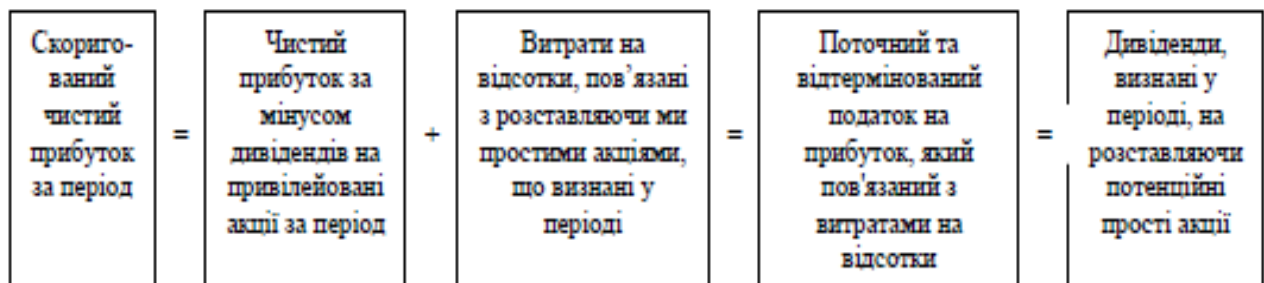 Скориго-
ваний
чистий
прибуток
за період
=
Чистий
прибуток за
мінусом
дивідендів на
привілейовані
акції за період
+
Витрати на
відсотки, пов’язані
з розставляючи ми
простими акціями,
що визнані у
періоді
=
Поточний та
відтермінований
податок на
прибуток, який
пов'язаний з
витратами на
відсотки
=
Дивіденди,
визнані у
періоді, на
розставляючи
потенційні
прості акції